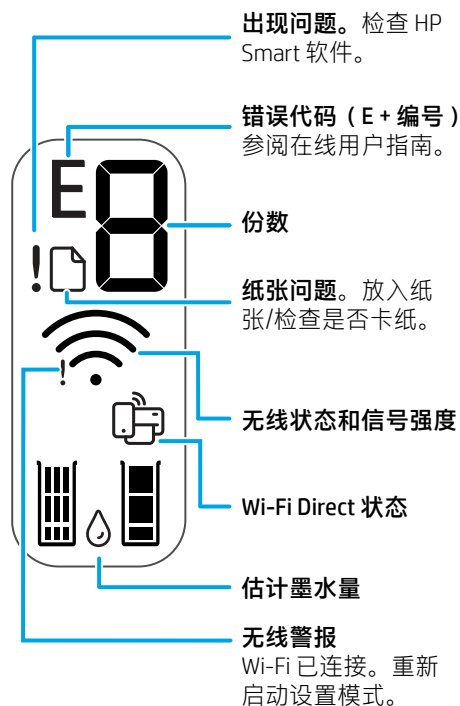 出现问题。检查 HP
Smart 软件。
错误代码（E + 编号）
参阅在线用户指南。
E 8
份数
!
纸张问题。放入纸
张/检查是否卡纸。
!
无线状态和信号强度
Wi-Fi Direct 状态
估计墨水量
无线警报
Wi-Fi 已连接。重新
启动设置模式。